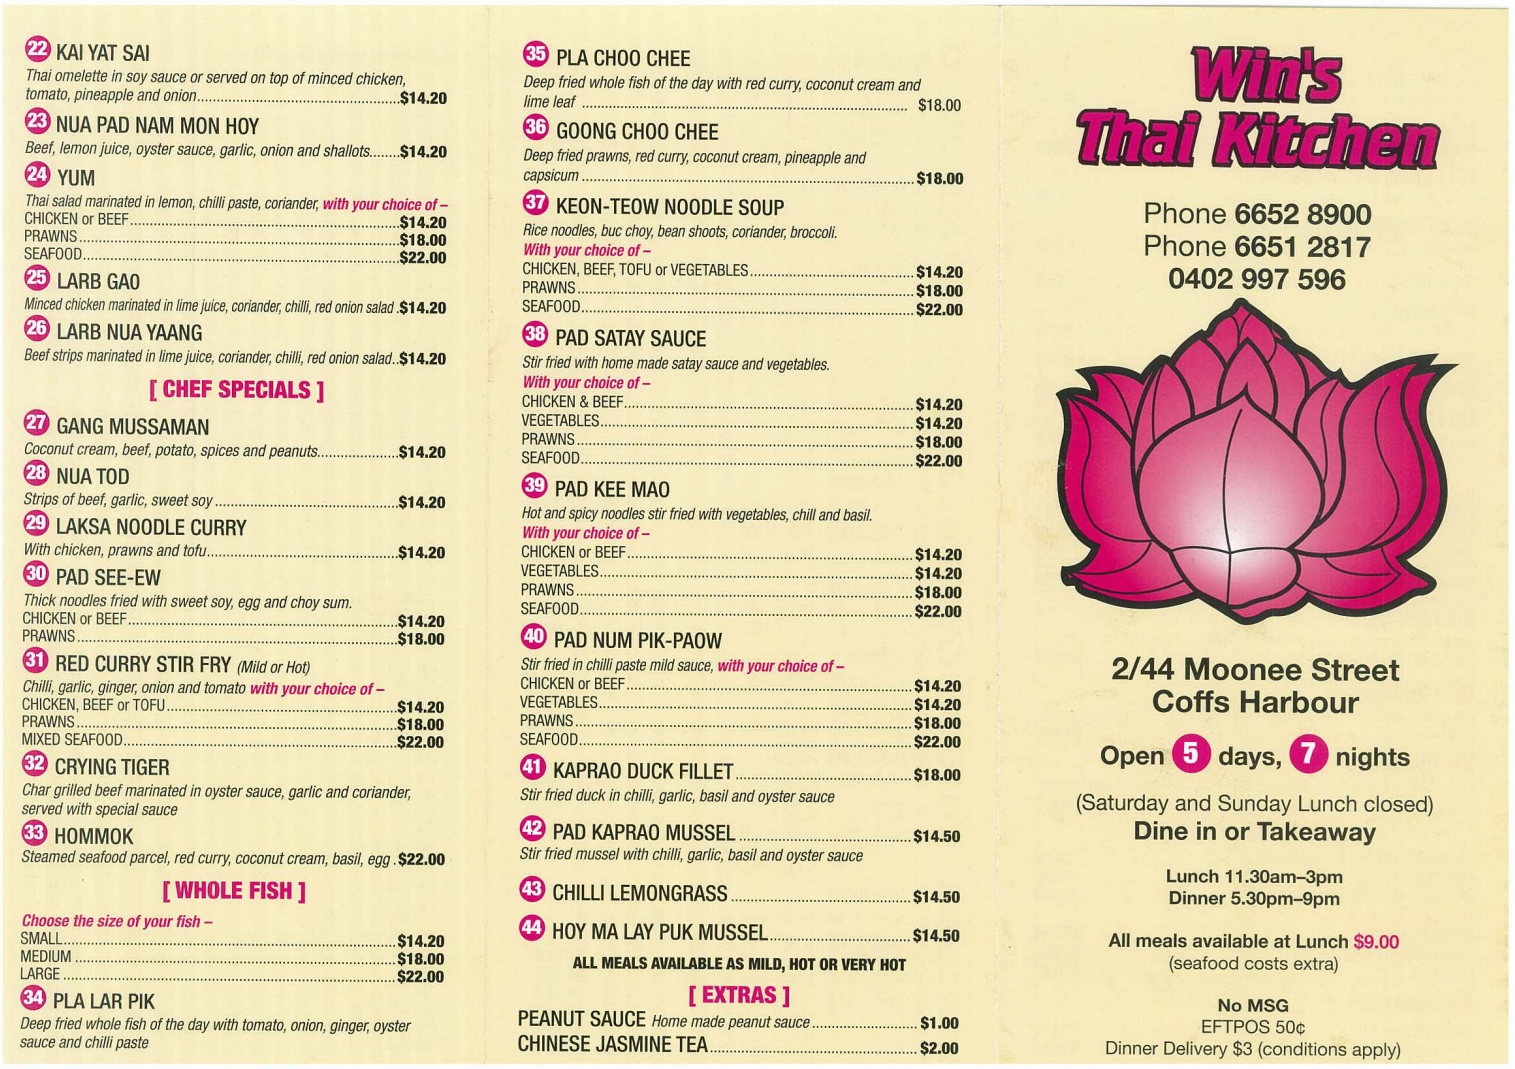 22 KAI YAT SAI
Thai omelette in soy sauce or served on top of minced chicken,
tomato, pineapple and onion $14.20
23 NUA PAD NAM MON HOY
Beef, lemon juice, oyster sauce, garlic, onion and shallots $14.20
24 YUM
Thai salad marinated in lemon, chilli paste, coriander, with your choice of –
CHICKEN or BEEF $14.20
PRAWNS $18.00
SEAFOOD $22.00
25 LARB GAO
Minced chicken marinated in lime juice, coriander, chilli, red onion salad $14.20
26 LARB NUA YAANG
Beef strips marinated in lime juice, coriander, chilli, red onion salad $14.20
[ CHEF SPECIALS ]
27 GANG MUSSAMAN
Coconut cream, beef, potato, spices and peanuts $14.20
28 NUA TOD
Strips of beef, garlic, sweet soy $14.20
29 LAKSA NOODLE CURRY
With chicken, prawns and tofu $14.20
30 PAD SEE-EW
Thick noodles fried with sweet soy, egg and choy sum.
CHICKEN or BEEF $14.20
PRAWNS $18.00
31 RED CURRY STIR FRY (Mild or Hot)
Chilli, garlic, ginger, onion and tomato with your choice of –
CHICKEN, BEEF or TOFU $14.20
PRAWNS $18.00
MIXED SEAFOOD $22.00
32 CRYING TIGER
Char grilled beef marinated in oyster sauce, garlic and coriander,
served with special sauce
33 HOMMOK
Steamed seafood parcel, red curry, coconut cream, basil, egg $22.00
[ WHOLE FISH ]
Choose the size of your fish –
SMALL $14.20
MEDIUM $18.00
LARGE $22.00
34 PLA LAR PIK
Deep fried whole fish of the day with tomato, onion, ginger, oyster
sauce and chilli paste
35 PLA CHOO CHEE
Deep fried whole fish of the day with red curry, coconut cream and
lime leaf $18.00
36 GOONG CHOO CHEE
Deep fried prawns, red curry, coconut cream, pineapple and
capsicum $18.00
37 KEON-TEOW NOODLE SOUP
Rice noodles, buc choy, bean shoots, coriander, broccoli.
With your choice of –
CHICKEN, BEEF, TOFU or VEGETABLES $14.20
PRAWNS $18.00
SEAFOOD $22.00
38 PAD SATAY SAUCE
Stir fried with home made satay sauce and vegetables.
With your choice of –
CHICKEN & BEEF $14.20
VEGETABLES $14.20
PRAWNS $18.00
SEAFOOD $22.00
39 PAD KEE MAO
Hot and spicy noodles stir fried with vegetables, chill and basil.
With your choice of –
CHICKEN or BEEF $14.20
VEGETABLES $14.20
PRAWNS $18.00
SEAFOOD $22.00
40 PAD NUM PIK-PAOW
Stir fried in chilli paste mild sauce, with your choice of –
CHICKEN or BEEF $14.20
VEGETABLES $14.20
PRAWNS $18.00
SEAFOOD $22.00
41 KAPRAO DUCK FILLET $18.00
Stir fried duck in chilli, garlic, basil and oyster sauce
42 PAD KAPRAO MUSSEL $14.50
Stir fried mussel with chilli, garlic, basil and oyster sauce
43 CHILLI LEMONGRASS $14.50
44 HOY MA LAY PUK MUSSEL $14.50
ALL MEALS AVAILABLE AS MILD, HOT OR VERY HOT
[ EXTRAS ]
PEANUT SAUCE Home made peanut sauce $1.00
CHINESE JASMINE TEA $2.00
Win's
Thai Kitchen
Phone 6652 8900
Phone 6651 2817
0402 997 596
2/44 Moonee Street
Coffs Harbour
Open 5 days, 7 nights
(Saturday and Sunday Lunch closed)
Dine in or Takeaway
Lunch 11.30am–3pm
Dinner 5.30pm–9pm
All meals available at Lunch $9.00
(seafood costs extra)
No MSG
EFTPOS 50¢
Dinner Delivery $3 (conditions apply)